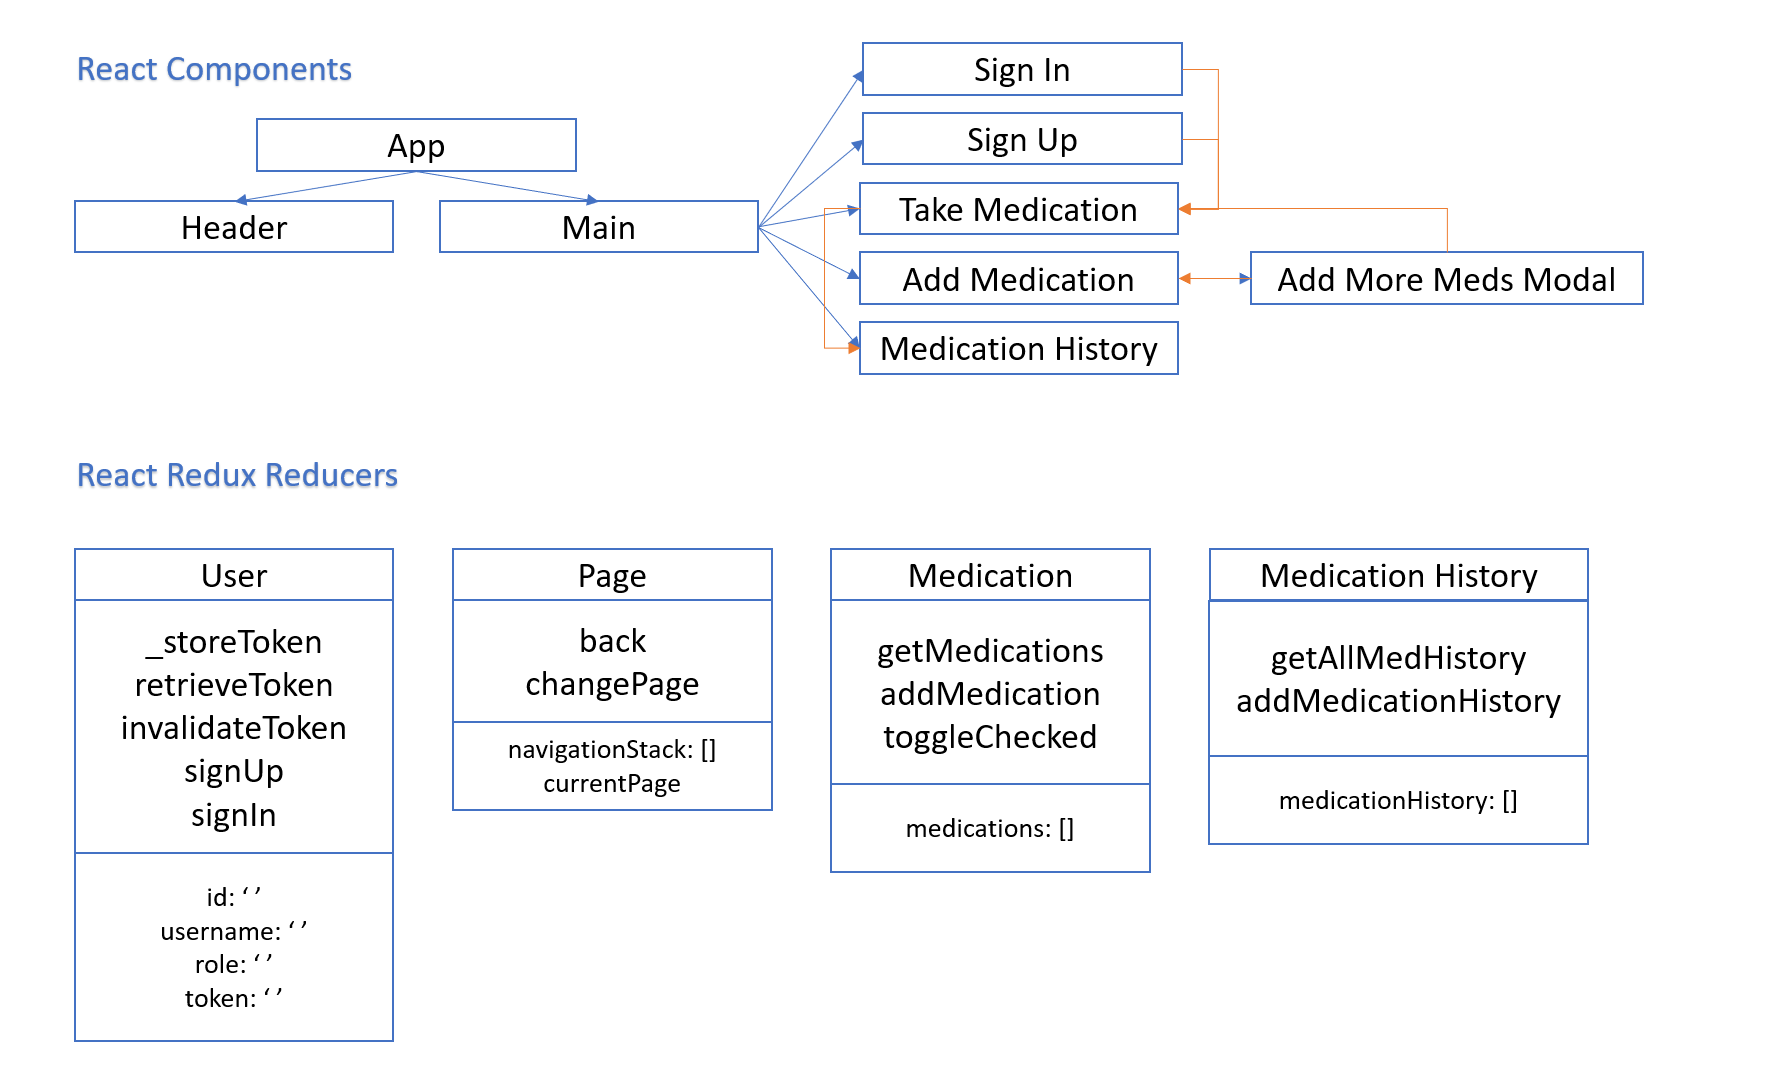 React Components
App
Header
Main
Sign In
Sign Up
Take Medication
Add Medication
Medication History
Add More Meds Modal
React Redux Reducers
User
_storeToken
retrieveToken
invalidateToken
signUp
signIn
id: ‘ ’
username: ‘ ’
role: ‘ ’
token: ‘ ’
Page
back
changePage
navigationStack: []
currentPage
Medication
getMedications
addMedication
toggleChecked
medications: []
Medication History
getAllMedHistory
addMedicationHistory
medicationHistory: []